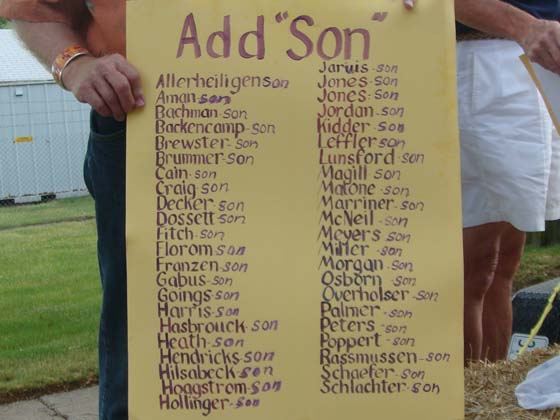 Add "Son"
Allerheiligenson
Aman son
Bachman-son
Backencamp-son
Brewster-son
Brummer-son
Cain-son
Craig-son
Decker-son
Dossett-son
Fitch-son
Florom-son
Franzen-son
Gabus-son
Goings-son
Harris-son
Hasbrouck-son
Heath-son
Hendricks-son
Hilsabeck-son
Hoagstrom-son
Hollinger-son
Jarvis-son
Jones-son
Jones-son
Jordan-son
Kidder-son
Leffler-son
Lunsford-son
Magill-son
Malone-son
Marriner-son
McNeil-son
Meyers son
Miller-son
Morgan-son
Osborn-son
Overholser-son
Palmer-son
Peters-son
Poppert-son
Rassmussen-son
Schaefer-son
Schlachter-son